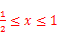 ½ ≤ x ≤ 1